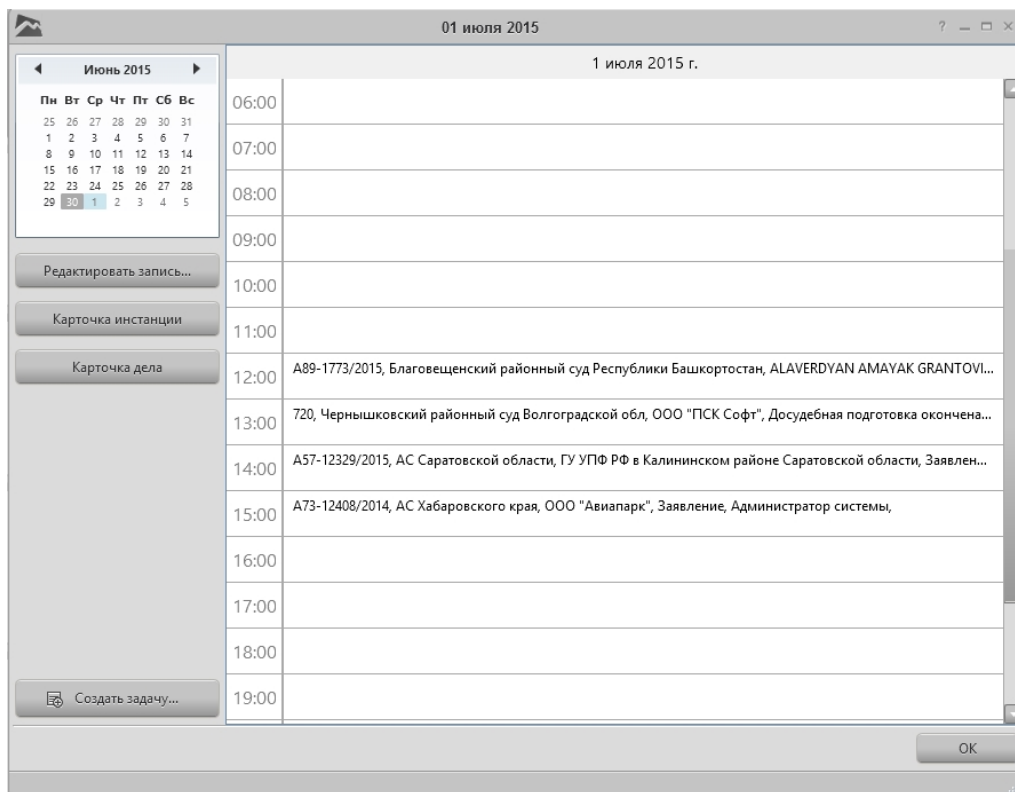 01 июля 2015
Июнь 2015
Пн Вт Ср Чт Пт Сб Вс
25 26 27 28 29 30 31
1 2 3 4 5 6 7
8 9 10 11 12 13 14
15 16 17 18 19 20 21
22 23 24 25 26 27 28
29 30 1 2 3 4 5
Редактировать запись...
Карточка инстанции
Карточка дела
Создать задачу...
1 июля 2015 г.
06:00
07:00
08:00
09:00
10:00
11:00
12:00 А89-1773/2015, Благовещенский районный суд Республики Башкортостан, ALAVERDYAN AMAYAK GRANTOVI...
13:00 720, Чернышковский районный суд Волгоградской обл, ООО "ПСК Софт", Досудебная подготовка окончена...
14:00 А57-12329/2015, АС Саратовской области, ГУ УПФ РФ в Калининском районе Саратовской области, Заявлен...
15:00 А73-12408/2014, АС Хабаровского края, ООО "Авиапарк", Заявление, Администратор системы,
16:00
17:00
18:00
19:00
ОК